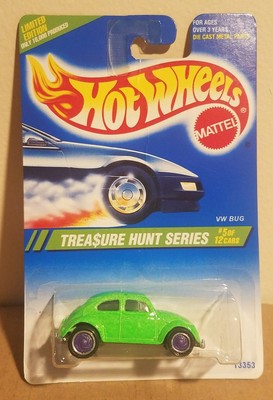 LIMITED
EDITION
ONLY 10,000 PRODUCED
FOR AGES
OVER 3 YEARS
DIE CAST METAL PARTS
HOT WHEELS
MATTEL
VW BUG
TREA$URE HUNT SERIES
#5 OF
12 CARS
13353